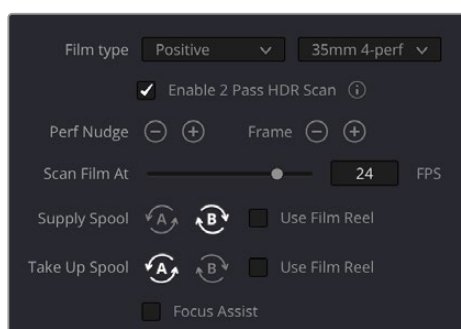 Film type Positive 35mm 4-perf
Enable 2 Pass HDR Scan i
Perf Nudge Frame
Scan Film At 24 FPS
Supply Spool A B Use Film Reel
Take Up Spool A B Use Film Reel
Focus Assist